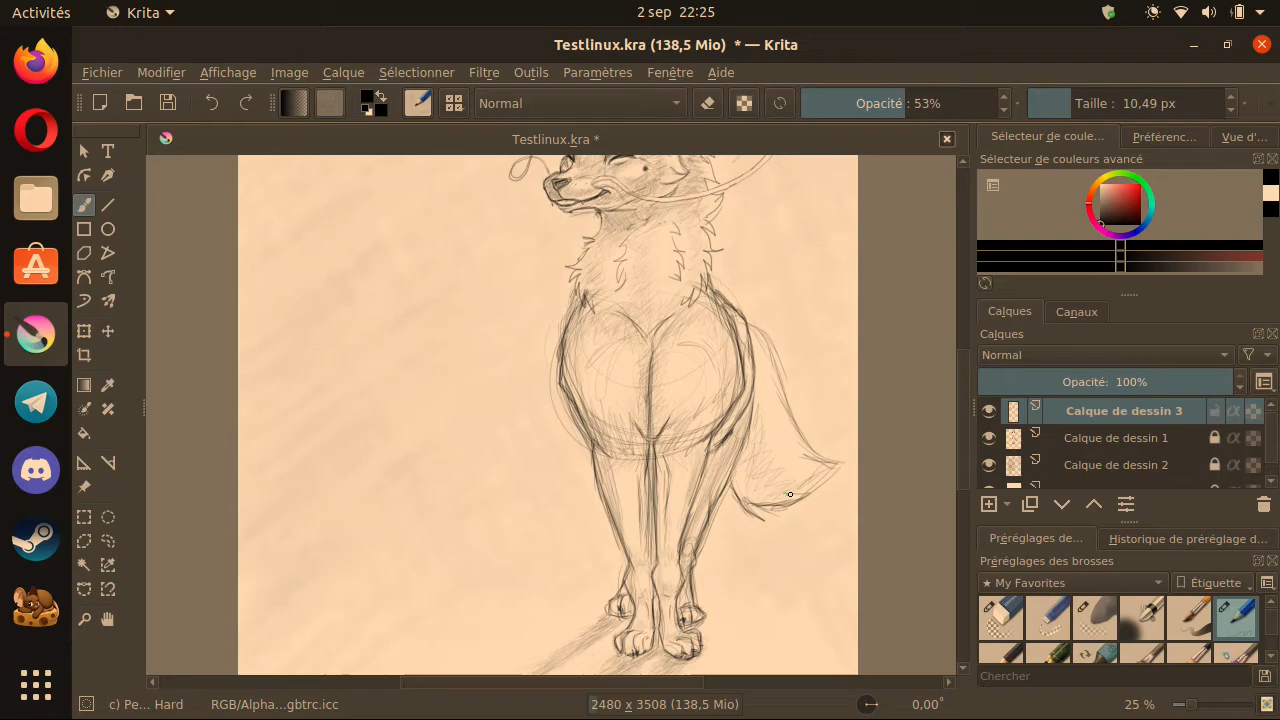 Activités
Krita
2 sep 22:25
Testlinux.kra (138,5 Mio) * — Krita
Fichier Modifier Affichage Image Calque Sélectionner Filtre Outils Paramètres Fenêtre Aide
Normal
Opacité : 53%
Taille : 10,49 px
Testlinux.kra *
Sélecteur de coule...
Préférenc...
Vue d'...
Sélecteur de couleurs avancé
Calques
Canaux
Calques
Normal
Opacité: 100%
Calque de dessin 3
Calque de dessin 1
Calque de dessin 2
Préréglages de...
Historique de préréglage d...
Préréglages des brosses
★ My Favorites
Étiquette
Chercher
c) Pe... Hard
RGB/Alpha...gbtrc.icc
2480 x 3508 (138,5 Mio)
0,00°
25 %